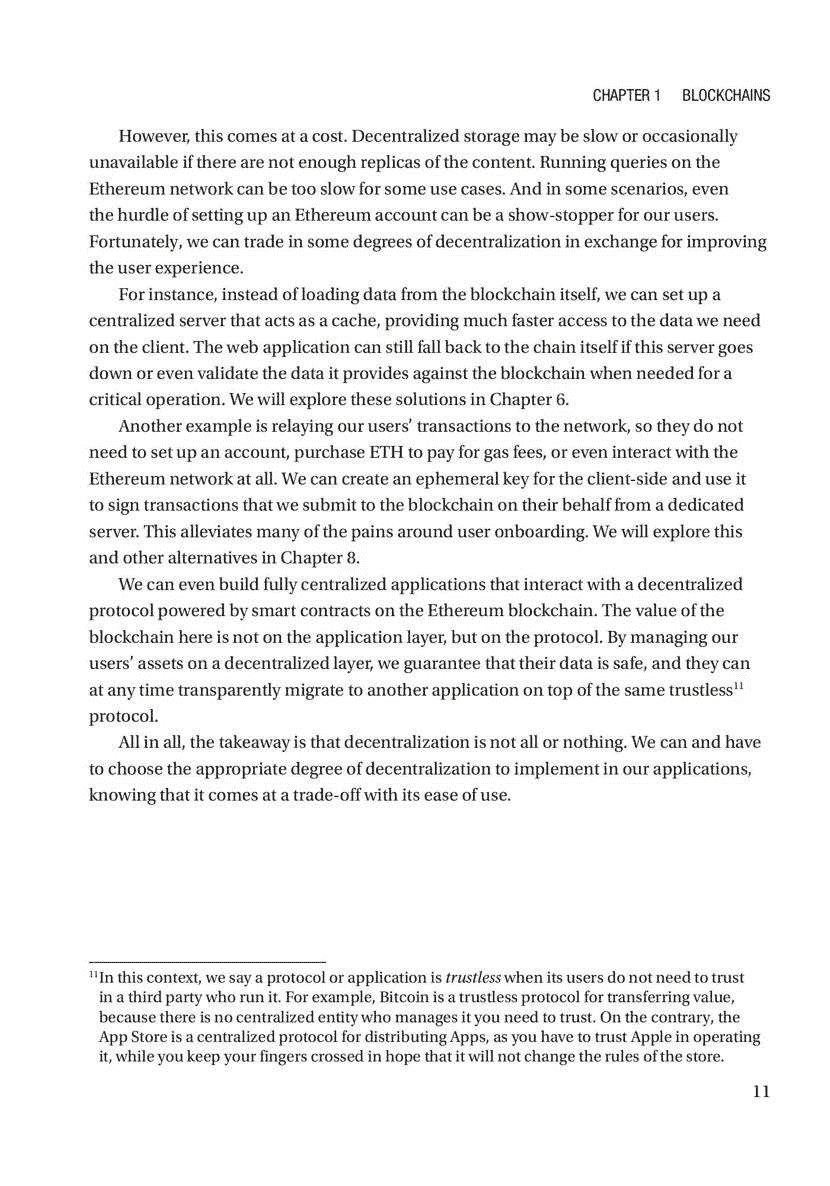 CHAPTER 1 BLOCKCHAINS
However, this comes at a cost. Decentralized storage may be slow or occasionally
unavailable if there are not enough replicas of the content. Running queries on the
Ethereum network can be too slow for some use cases. And in some scenarios, even
the hurdle of setting up an Ethereum account can be a show-stopper for our users.
Fortunately, we can trade in some degrees of decentralization in exchange for improving
the user experience.
For instance, instead of loading data from the blockchain itself, we can set up a
centralized server that acts as a cache, providing much faster access to the data we need
on the client. The web application can still fall back to the chain itself if this server goes
down or even validate the data it provides against the blockchain when needed for a
critical operation. We will explore these solutions in Chapter 6.
Another example is relaying our users’ transactions to the network, so they do not
need to set up an account, purchase ETH to pay for gas fees, or even interact with the
Ethereum network at all. We can create an ephemeral key for the client-side and use it
to sign transactions that we submit to the blockchain on their behalf from a dedicated
server. This alleviates many of the pains around user onboarding. We will explore this
and other alternatives in Chapter 8.
We can even build fully centralized applications that interact with a decentralized
protocol powered by smart contracts on the Ethereum blockchain. The value of the
blockchain here is not on the application layer, but on the protocol. By managing our
users’ assets on a decentralized layer, we guarantee that their data is safe, and they can
at any time transparently migrate to another application on top of the same trustless¹¹
protocol.
All in all, the takeaway is that decentralization is not all or nothing. We can and have
to choose the appropriate degree of decentralization to implement in our applications,
knowing that it comes at a trade-off with its ease of use.
¹¹In this context, we say a protocol or application is trustless when its users do not need to trust
in a third party who run it. For example, Bitcoin is a trustless protocol for transferring value,
because there is no centralized entity who manages it you need to trust. On the contrary, the
App Store is a centralized protocol for distributing Apps, as you have to trust Apple in operating
it, while you keep your fingers crossed in hope that it will not change the rules of the store.
11